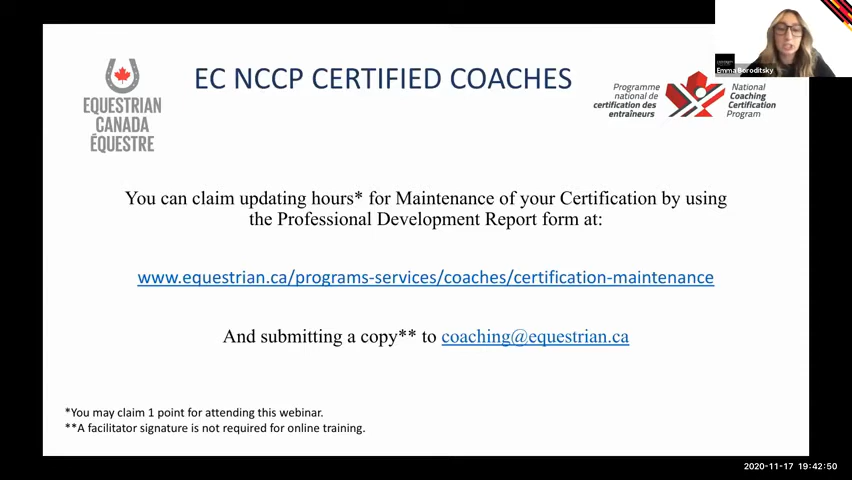 Emma Boroditsky
EC NCCP CERTIFIED COACHES
EQUESTRIAN
CANADA
ÉQUESTRE
Programme
national de
certification des
entraîneurs
National
Coaching
Certification
Program
You can claim updating hours* for Maintenance of your Certification by using
the Professional Development Report form at:
www.equestrian.ca/programs-services/coaches/certification-maintenance
And submitting a copy** to coaching@equestrian.ca
*You may claim 1 point for attending this webinar.
**A facilitator signature is not required for online training.
2020-11-17 19:42:50